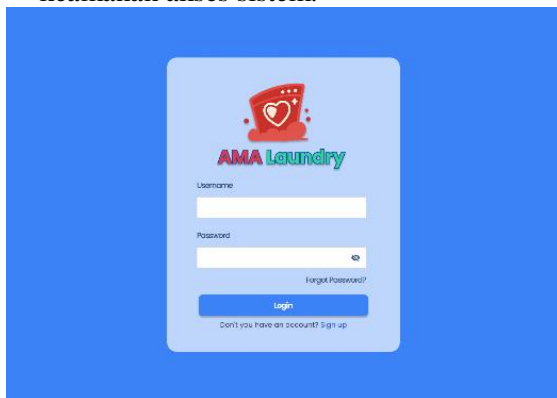 AMA Laundry
Username
Password
Forgot Password?
Login
Don't you have an account? Sign up